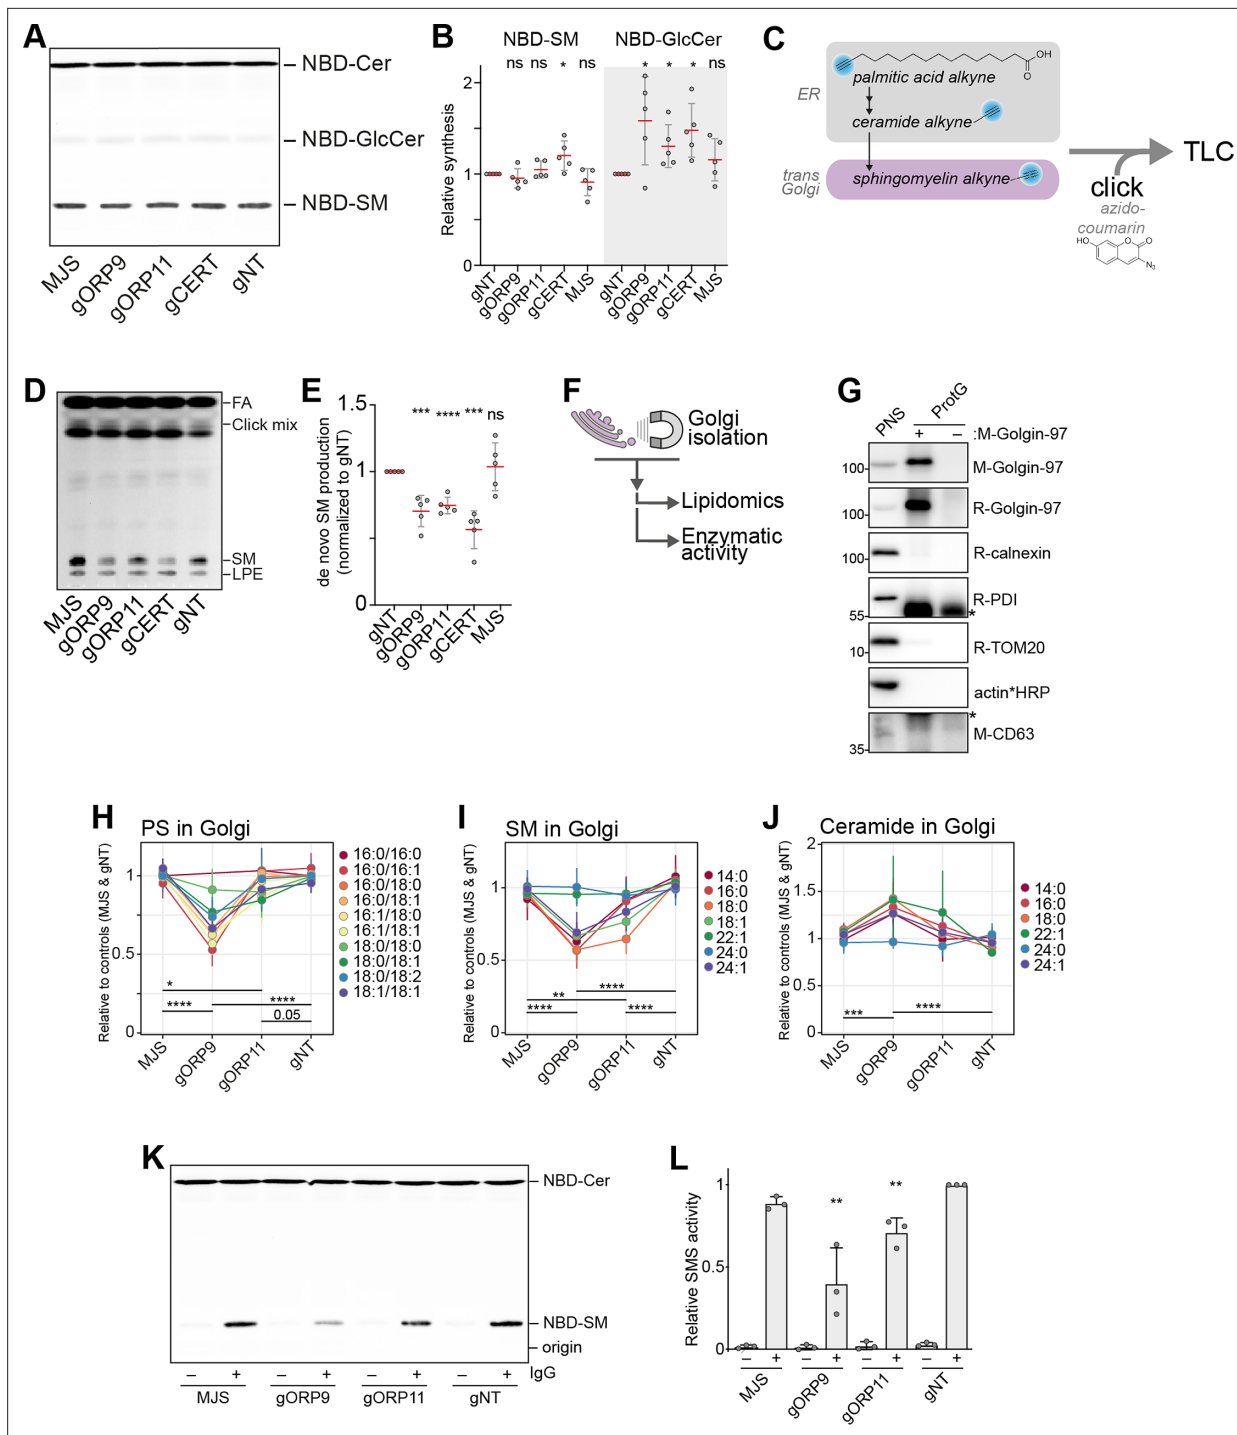 A
NBD-Cer
NBD-GlcCer
NBD-SM
MJS
gORP9
gORP11
gCERT
gNT
B
NBD-SM
NBD-GlcCer
ns ns * ns * * * ns
Relative synthesis
2
1
0
gNT
gORP9
gORP11
gCERT
MJS
gNT
gORP9
gORP11
gCERT
MJS
C
OH
O
palmitic acid alkyne
ER
ceramide alkyne
trans
Golgi
sphingomyelin alkyne
TLC
click
azido-
coumarin
HO
O
O
N3
D
FA
Click mix
SM
LPE
MJS
gORP9
gORP11
gCERT
gNT
E
de novo SM production
(normalized to gNT)
1.5
1
0
*** **** *** ns
gNT
gORP9
gORP11
gCERT
MJS
F
Golgi
isolation
Lipidomics
Enzymatic
activity
G
PNS
ProtG
+ – :M-Golgin-97
100
M-Golgin-97
100
R-Golgin-97
100
R-calnexin
55
R-PDI
*
10
R-TOM20
actin*HRP
*
35
M-CD63
H
PS in Golgi
Relative to controls (MJS & gNT)
1
0.5
0
*
****
****
0.05
MJS
gORP9
gORP11
gNT
16:0/16:0
16:0/16:1
16:0/18:0
16:0/18:1
16:1/18:0
16:1/18:1
18:0/18:0
18:0/18:1
18:0/18:2
18:1/18:1
I
SM in Golgi
Relative to controls (MJS & gNT)
1
0.5
0
****
**
****
****
MJS
gORP9
gORP11
gNT
14:0
16:0
18:0
18:1
22:1
24:0
24:1
J
Ceramide in Golgi
Relative to controls (MJS & gNT)
2
1.5
1
0.5
0
***
****
MJS
gORP9
gORP11
gNT
14:0
16:0
18:0
22:1
24:0
24:1
K
NBD-Cer
NBD-SM
origin
– + – + – + – + IgG
MJS gORP9 gORP11 gNT
L
Relative SMS activity
1
0.5
0
** **
– + – + – + – +
MJS
gORP9
gORP11
gNT